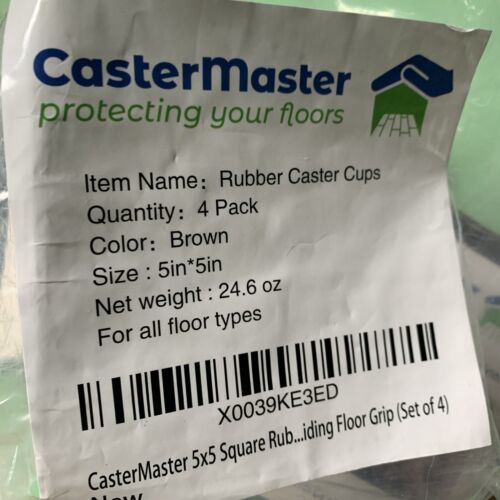 CasterMaster
protecting your floors
Item Name: Rubber Caster Cups
Quantity: 4 Pack
Color: Brown
Size : 5in*5in
Net weight : 24.6 oz
For all floor types
X0039KE3ED
CasterMaster 5x5 Square Rub...iding Floor Grip (Set of 4)
New